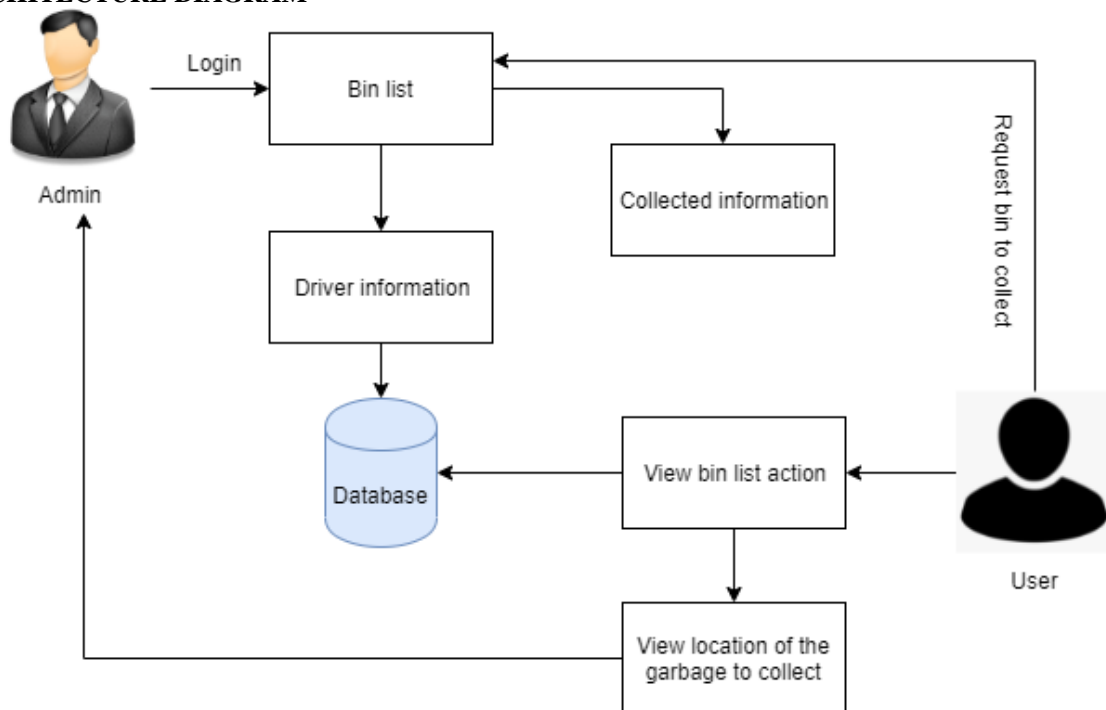 Login
Bin list
Admin
Collected information
Request bin to collect
Driver information
Database
View bin list action
User
View location of the
garbage to collect